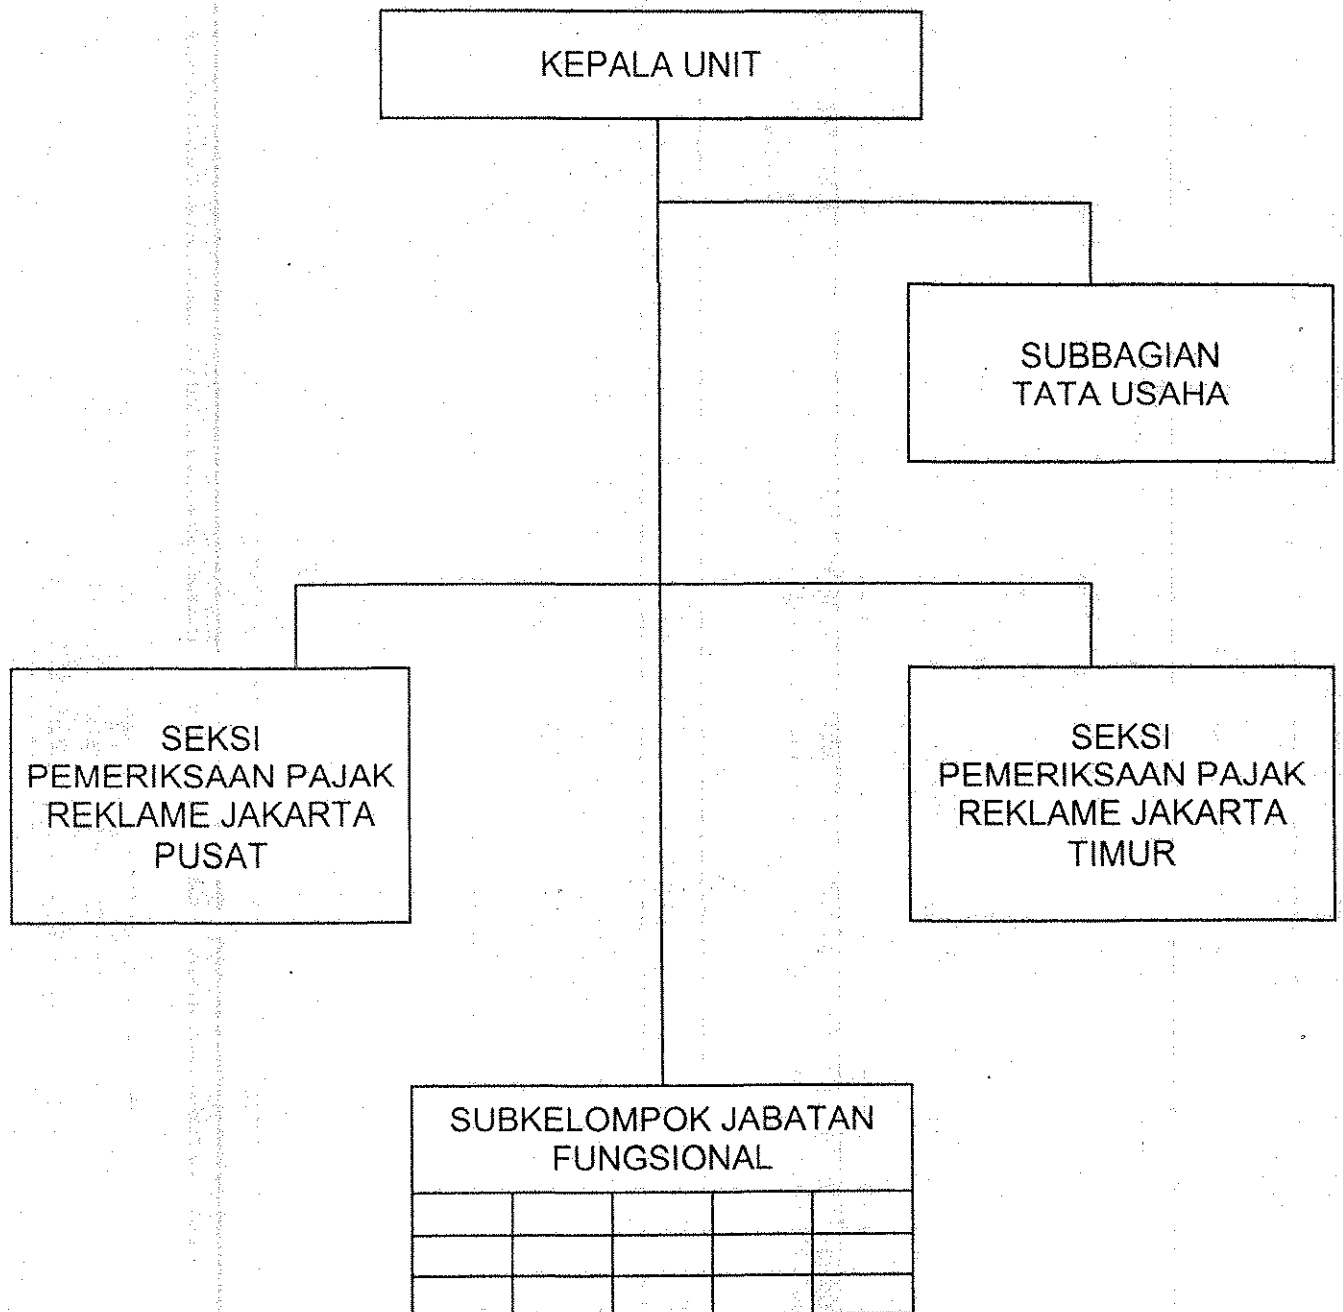 KEPALA UNIT
SUBBAGIAN
TATA USAHA
SEKSI
PEMERIKSAAN PAJAK
REKLAME JAKARTA
PUSAT
SEKSI
PEMERIKSAAN PAJAK
REKLAME JAKARTA
TIMUR
SUBKELOMPOK JABATAN
FUNGSIONAL